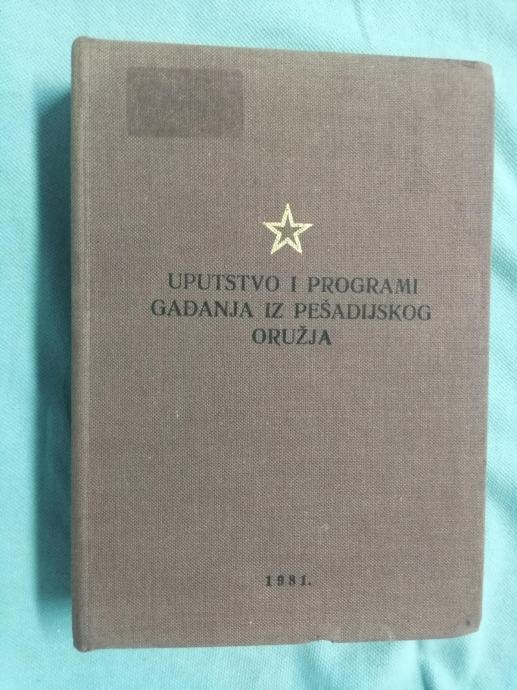 UPUTSTVO I PROGRAMI
GAĐANJA IZ PEŠADIJSKOG
ORUŽJA
1981.